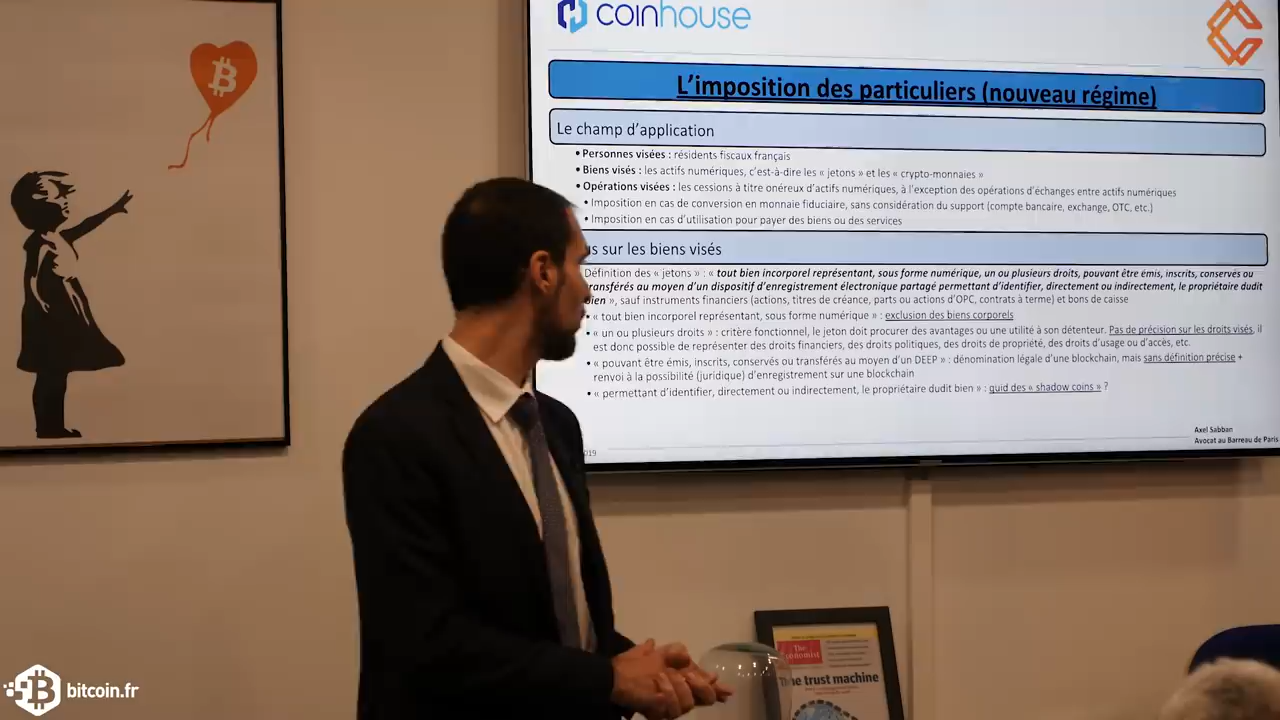 coinhouse
L'imposition des particuliers (nouveau régime)
Le champ d'application
• Personnes visées : résidents fiscaux français
• Biens visés : les actifs numériques, c'est-à-dire les « jetons » et les « crypto-monnaies »
• Opérations visées : les cessions à titre onéreux d'actifs numériques, à l'exception des opérations d'échanges entre actifs numériques
• Imposition en cas de conversion en monnaie fiduciaire, sans considération du support (compte bancaire, exchange, OTC, etc.)
• Imposition en cas d'utilisation pour payer des biens ou des services
sur les biens visés
Définition des « jetons » : « tout bien incorporel représentant, sous forme numérique, un ou plusieurs droits, pouvant être émis, inscrits, conservés ou
transférés au moyen d'un dispositif d'enregistrement électronique partagé permettant d'identifier, directement ou indirectement, le propriétaire dudit
bien », sauf instruments financiers (actions, titres de créance, parts ou actions d'OPC, contrats à terme) et bons de caisse
• « tout bien incorporel représentant, sous forme numérique » : exclusion des biens corporels
• « un ou plusieurs droits » : critère fonctionnel, le jeton doit procurer des avantages ou une utilité à son détenteur. Pas de précision sur les droits visés, il
est donc possible de représenter des droits financiers, des droits politiques, des droits de propriété, des droits d'usage ou d'accès, etc.
• « pouvant être émis, inscrits, conservés ou transférés au moyen d'un DEEP » : dénomination légale d'une blockchain, mais sans définition précise +
renvoi à la possibilité (juridique) d'enregistrement sur une blockchain
• « permettant d'identifier, directement ou indirectement, le propriétaire dudit bien » : quid des « shadow coins » ?
Axel Sabban
Avocat au Barreau de Paris
019
The
Economist
The trust machine
bitcoin.fr